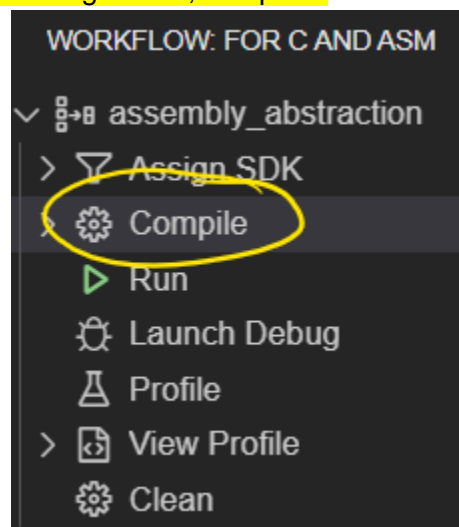 WORKFLOW: FOR C AND ASM
assembly_abstraction
Assign SDK
Compile
Run
Launch Debug
Profile
View Profile
Clean